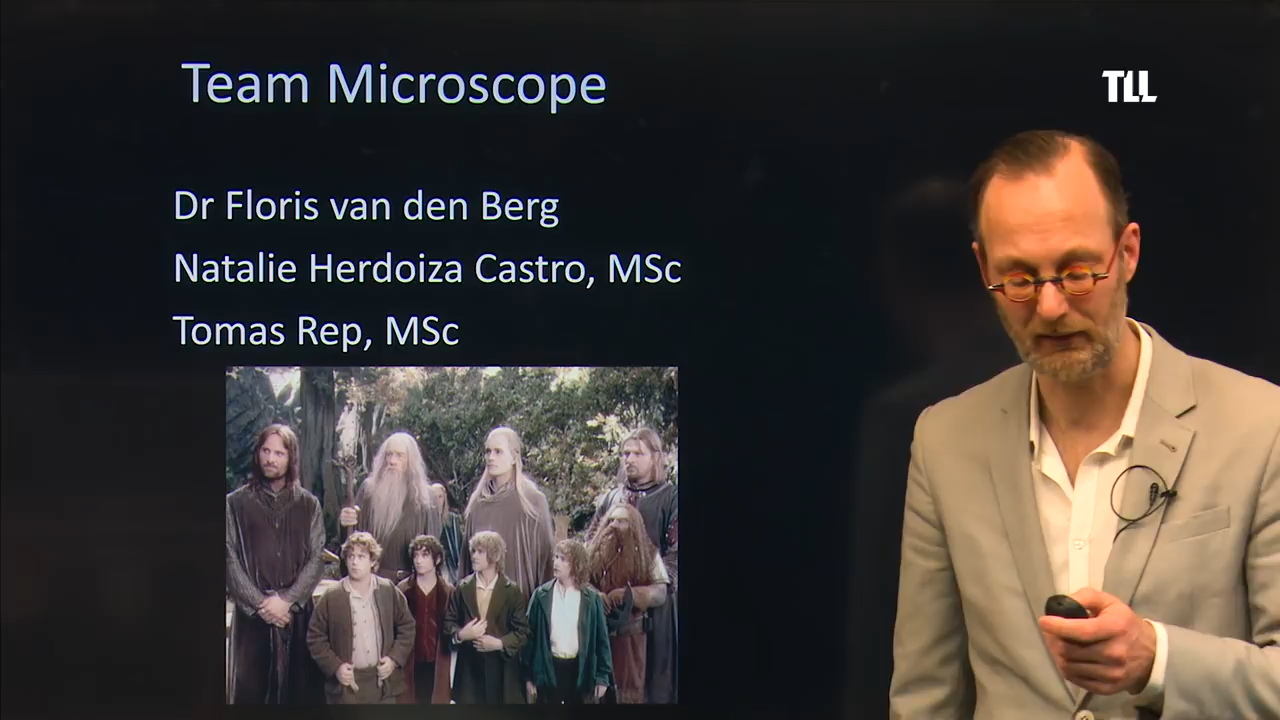 Team Microscope
TLL
Dr Floris van den Berg
Natalie Herdoiza Castro, MSc
Tomas Rep, MSc